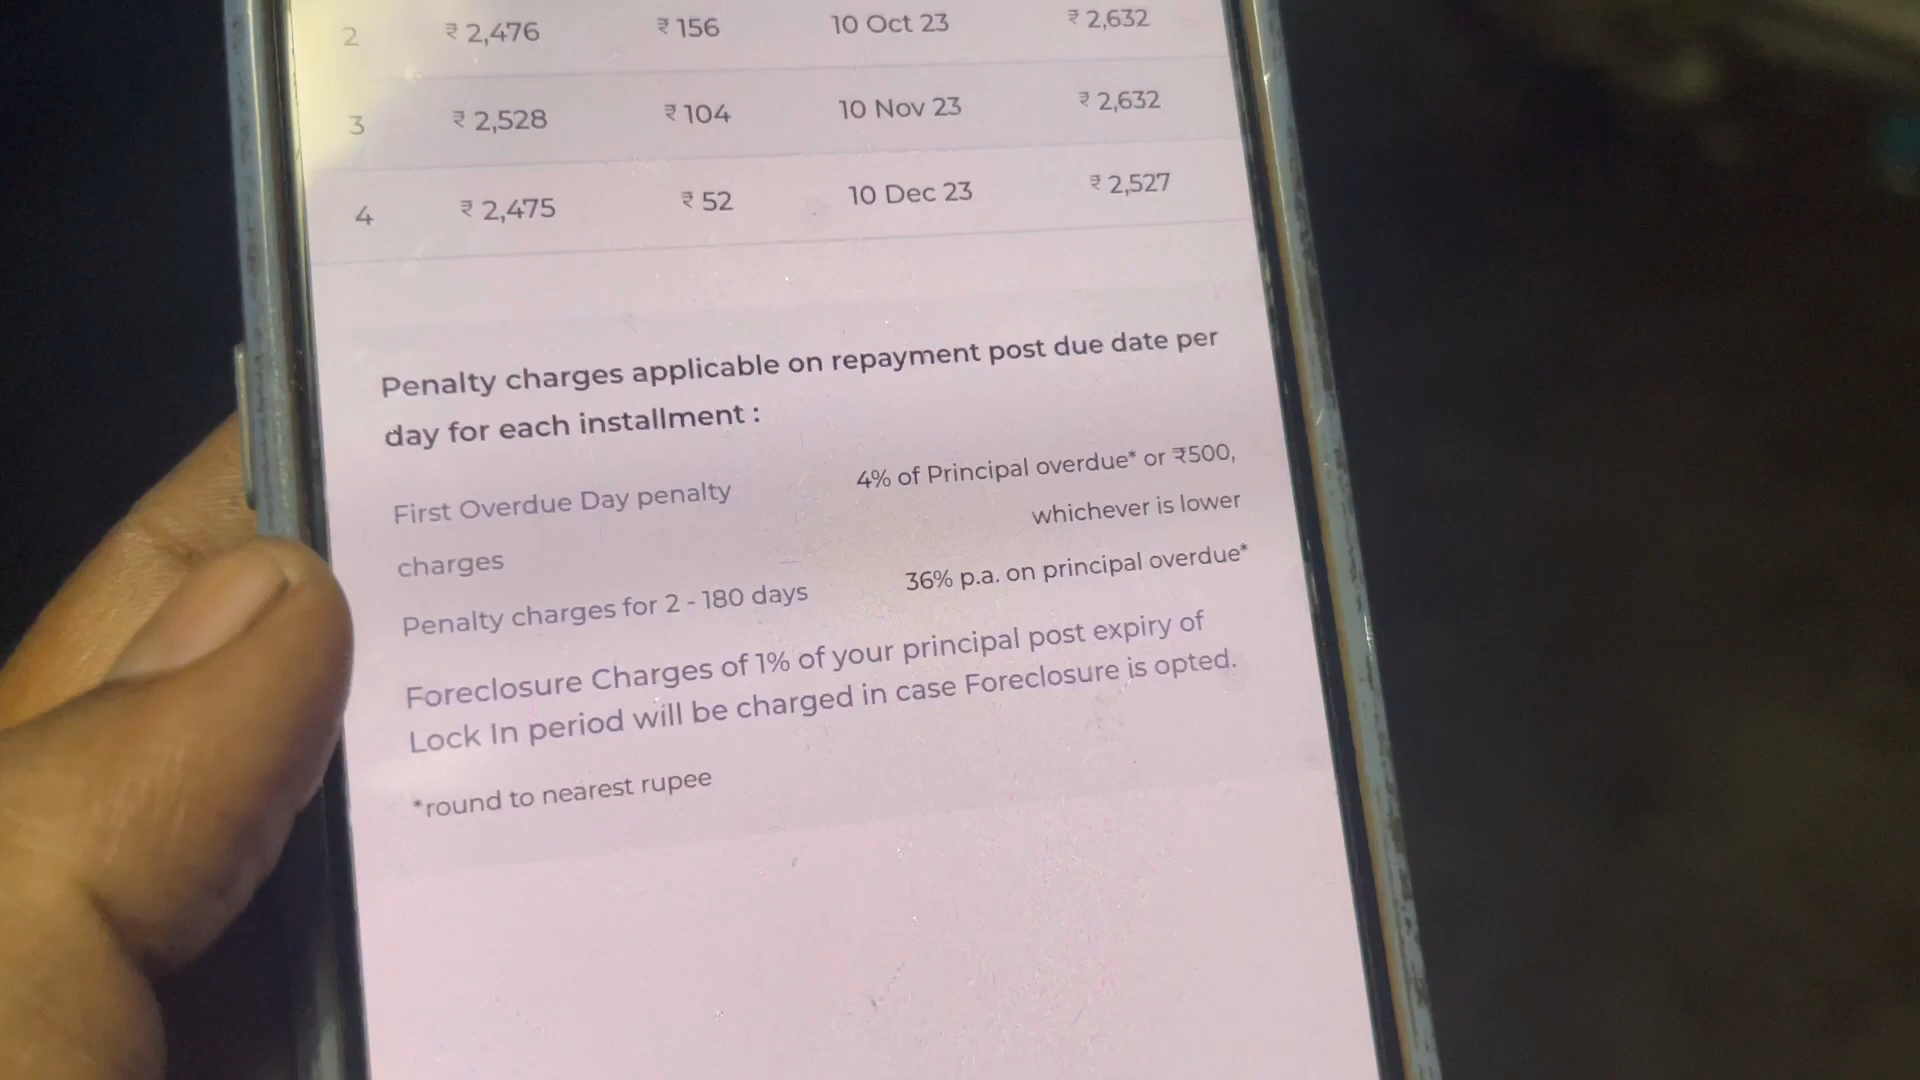 2 ₹ 2,476 ₹ 156 10 Oct 23 ₹ 2,632
3 ₹ 2,528 ₹ 104 10 Nov 23 ₹ 2,632
4 ₹ 2,475 ₹ 52 10 Dec 23 ₹ 2,527
Penalty charges applicable on repayment post due date per
day for each installment :
First Overdue Day penalty
charges
4% of Principal overdue* or ₹500,
whichever is lower
Penalty charges for 2 - 180 days
36% p.a. on principal overdue*
Foreclosure Charges of 1% of your principal post expiry of
Lock In period will be charged in case Foreclosure is opted.
*round to nearest rupee